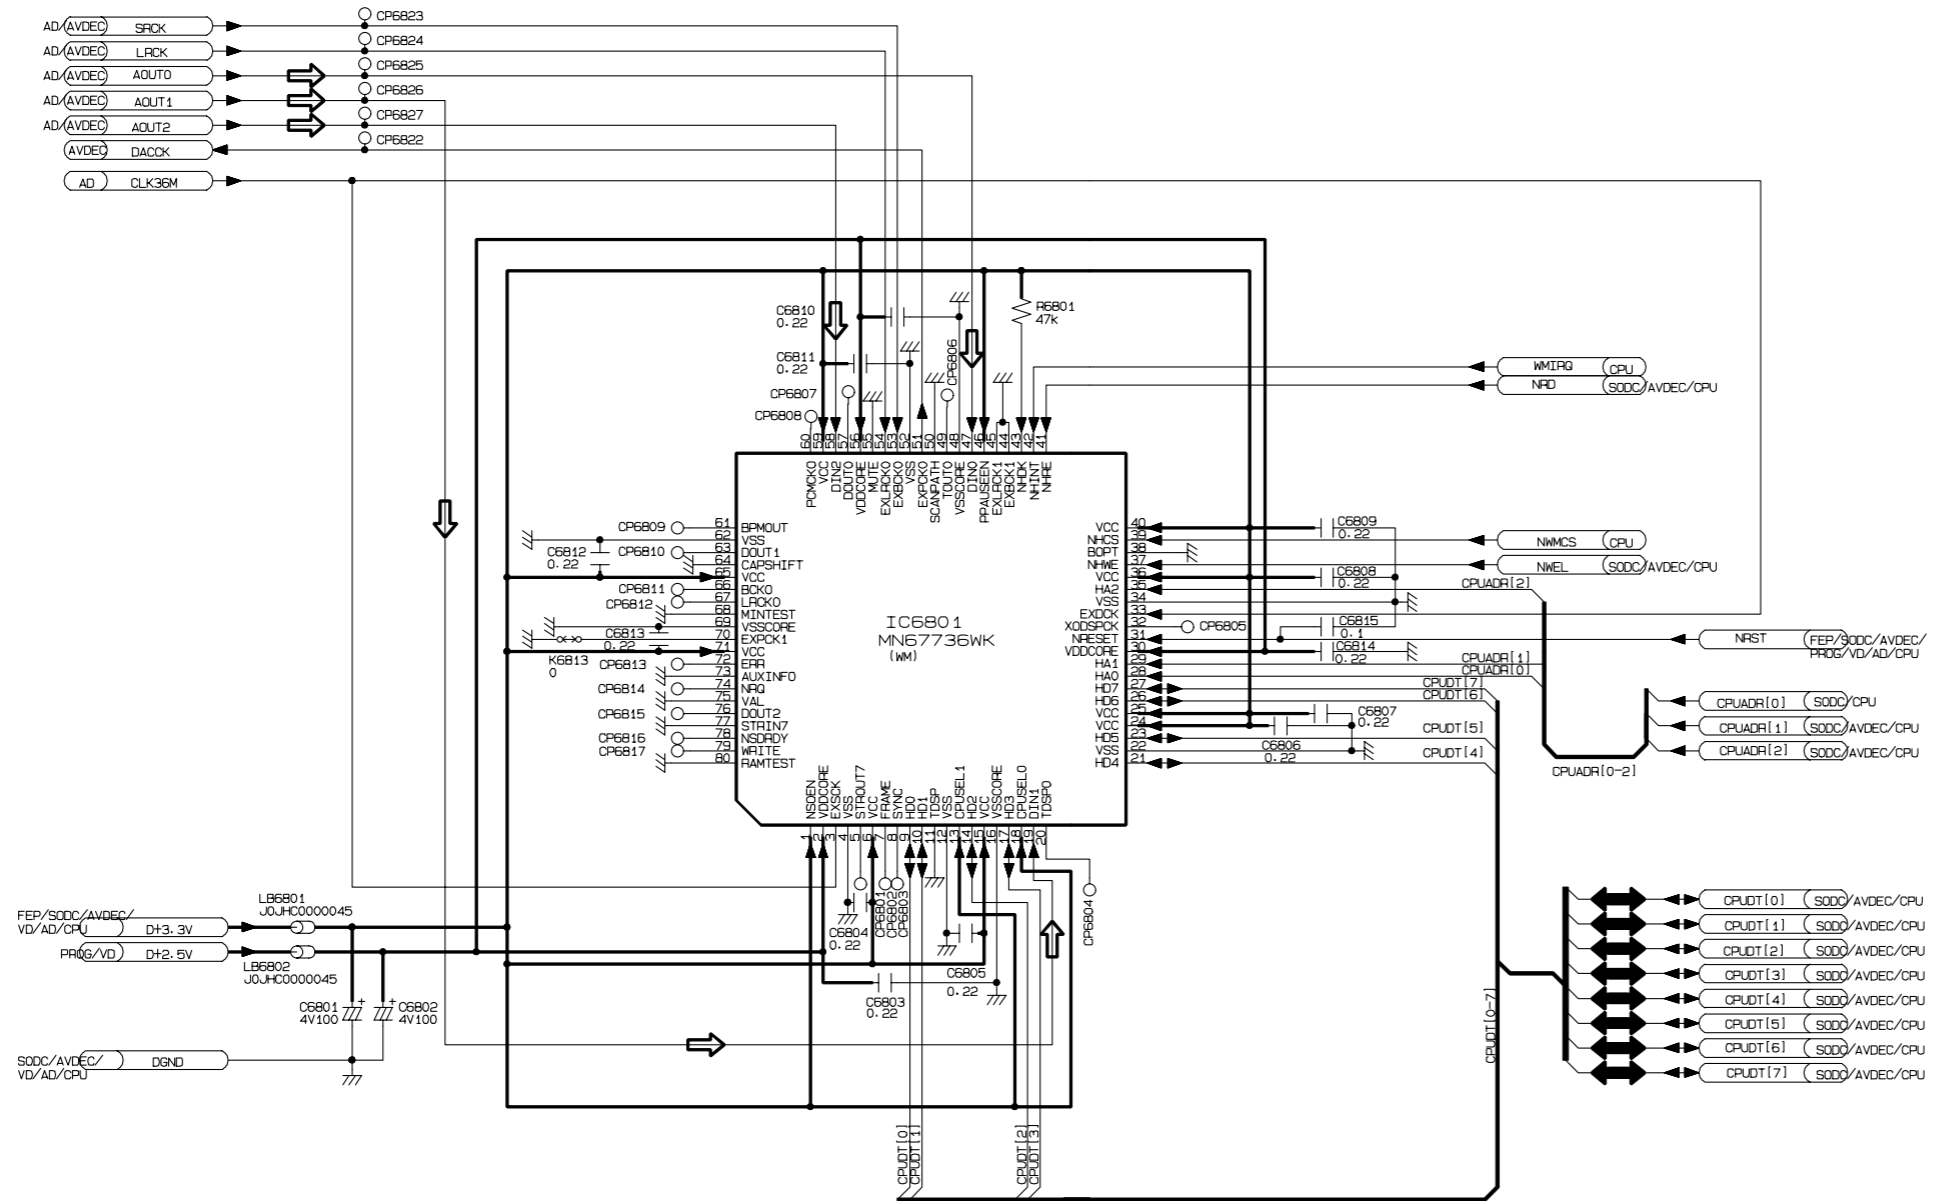 AD/AVDEC SRCK
AD/AVDEC LRCK
AD/AVDEC AOUT0
AD/AVDEC AOUT1
AD/AVDEC AOUT2
AVDEC DACCK
AD CLK36M
CP6823
CP6824
CP6825
CP6826
CP6827
CP6822
C6810
0.22
C6811
0.22
CP6807
CP6808
CP6806
R6801
47k
WMIRQ CPU
NRD SODC/AVDEC/CPU
60 PCMCKO
59 VCC
58 DIN2
57 DOUT0
56 VDDCORE
55 MUTE
54 EXLRCK0
53 EXBCK0
52 VSS
51 EXPCK0
50 SCANPATH
49 TOUT0
48 VSSCORE
47 DIN0
46 PPAUSEEN
45 EXLRCK1
44 EXBCK1
43 NHDK
42 NHINT
41 NHRE
CP6809 61 BPMOUT
62 VSS
C6812
0.22
CP6810 63 DOUT1
64 CAPSHIFT
65 VCC
CP6811 66 BCKO
CP6812 67 LRCKO
68 MINTEST
69 VSSCORE
C6813
0.22
70 EXPCK1
K6813
0
71 VCC
CP6813 72 ERR
73 AUXINFO
CP6814 74 NRQ
75 VAL
CP6815 76 DOUT2
77 STRIN7
CP6816 78 NSDRDY
CP6817 79 WRITE
80 RAMTEST
IC6801
MN67736WK
(WM)
VCC 40
C6809
0.22
NHCS 39
NWMCS CPU
BOPT 38
NHWE 37
NWEL SODC/AVDEC/CPU
VCC 36
C6808
0.22
HA2 35
CPUADR[2]
VSS 34
EXDCK 33
XODSPCK 32
CP6805
C6815
0.1
NRESET 31
NRST FEP/SODC/AVDEC/
PROG/VD/AD/CPU
VDDCORE 30
C6814
0.22
HA1 29
CPUADR[1]
HA0 28
CPUADR[0]
HD7 27
CPUDT[7]
HD6 26
CPUDT[6]
VCC 25
C6807
0.22
VCC 24
HD5 23
CPUDT[5]
VSS 22
C6806
0.22
HD4 21
CPUDT[4]
CPUADR[0] SODC/CPU
CPUADR[1] SODC/AVDEC/CPU
CPUADR[2] SODC/AVDEC/CPU
CPUADR[0-2]
NSOEN 1
VDDCORE 2
EXSCK 3
VSS 4
STROUT7 5
VCC 6
FRAME 7
SYNC 8
HD0 9
HD1 10
TDSP 11
VSS 12
CPUSEL1 13
HD2 14
VCC 15
VSSCORE 16
HD3 17
CPUSEL0 18
DIN1 19
TDSPO 20
CP6801
CP6802
CP6803
C6804
0.22
CP6804
C6805
0.22
C6803
0.22
LB6801
J0JHC0000045
FEP/SODC/AVDEC/
VD/AD/CPU D+3.3V
PROG/VD D+2.5V
LB6802
J0JHC0000045
C6801
4V100
+
C6802
4V100
+
SODC/AVDEC/
VD/AD/CPU DGND
CPUDT[0] SODC/AVDEC/CPU
CPUDT[1] SODC/AVDEC/CPU
CPUDT[2] SODC/AVDEC/CPU
CPUDT[3] SODC/AVDEC/CPU
CPUDT[4] SODC/AVDEC/CPU
CPUDT[5] SODC/AVDEC/CPU
CPUDT[6] SODC/AVDEC/CPU
CPUDT[7] SODC/AVDEC/CPU
CPUDT[0-7]
CPUDT[0]
CPUDT[1]
CPUDT[2]
CPUDT[3]